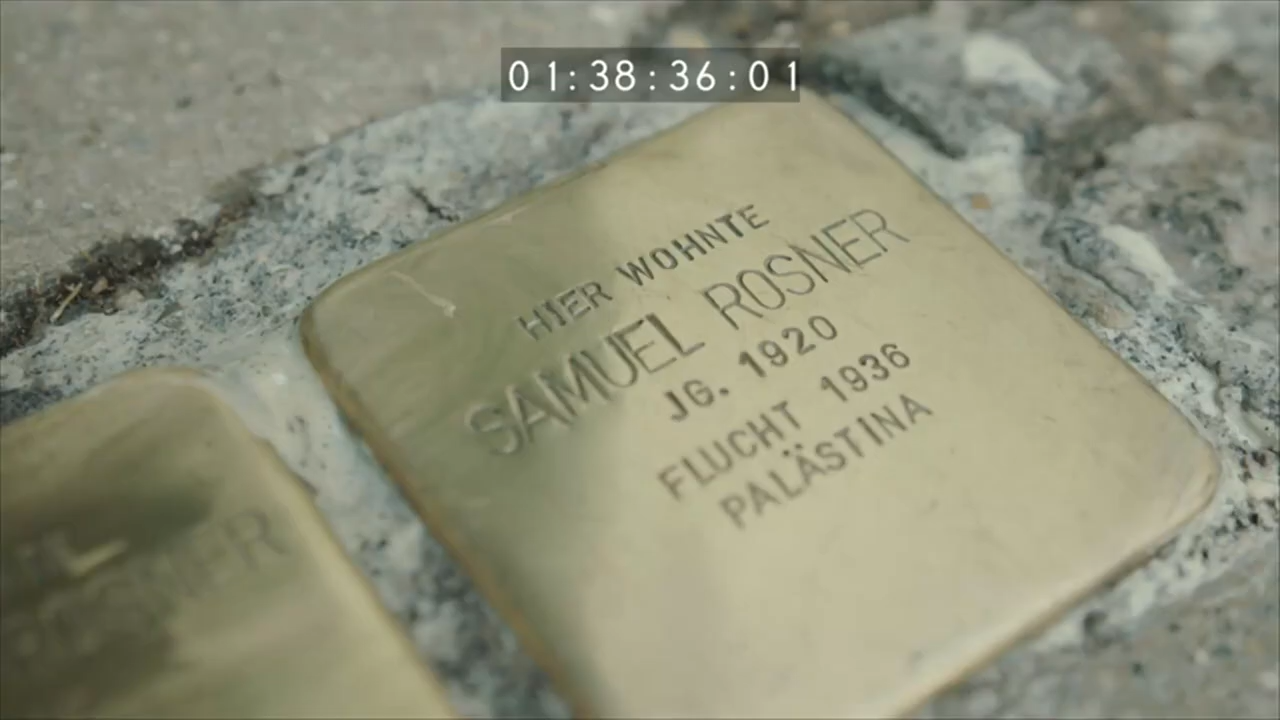 01:38:36:01
HIER WOHNTE
SAMUEL ROSNER
JG. 1920
FLUCHT 1936
PALÄSTINA